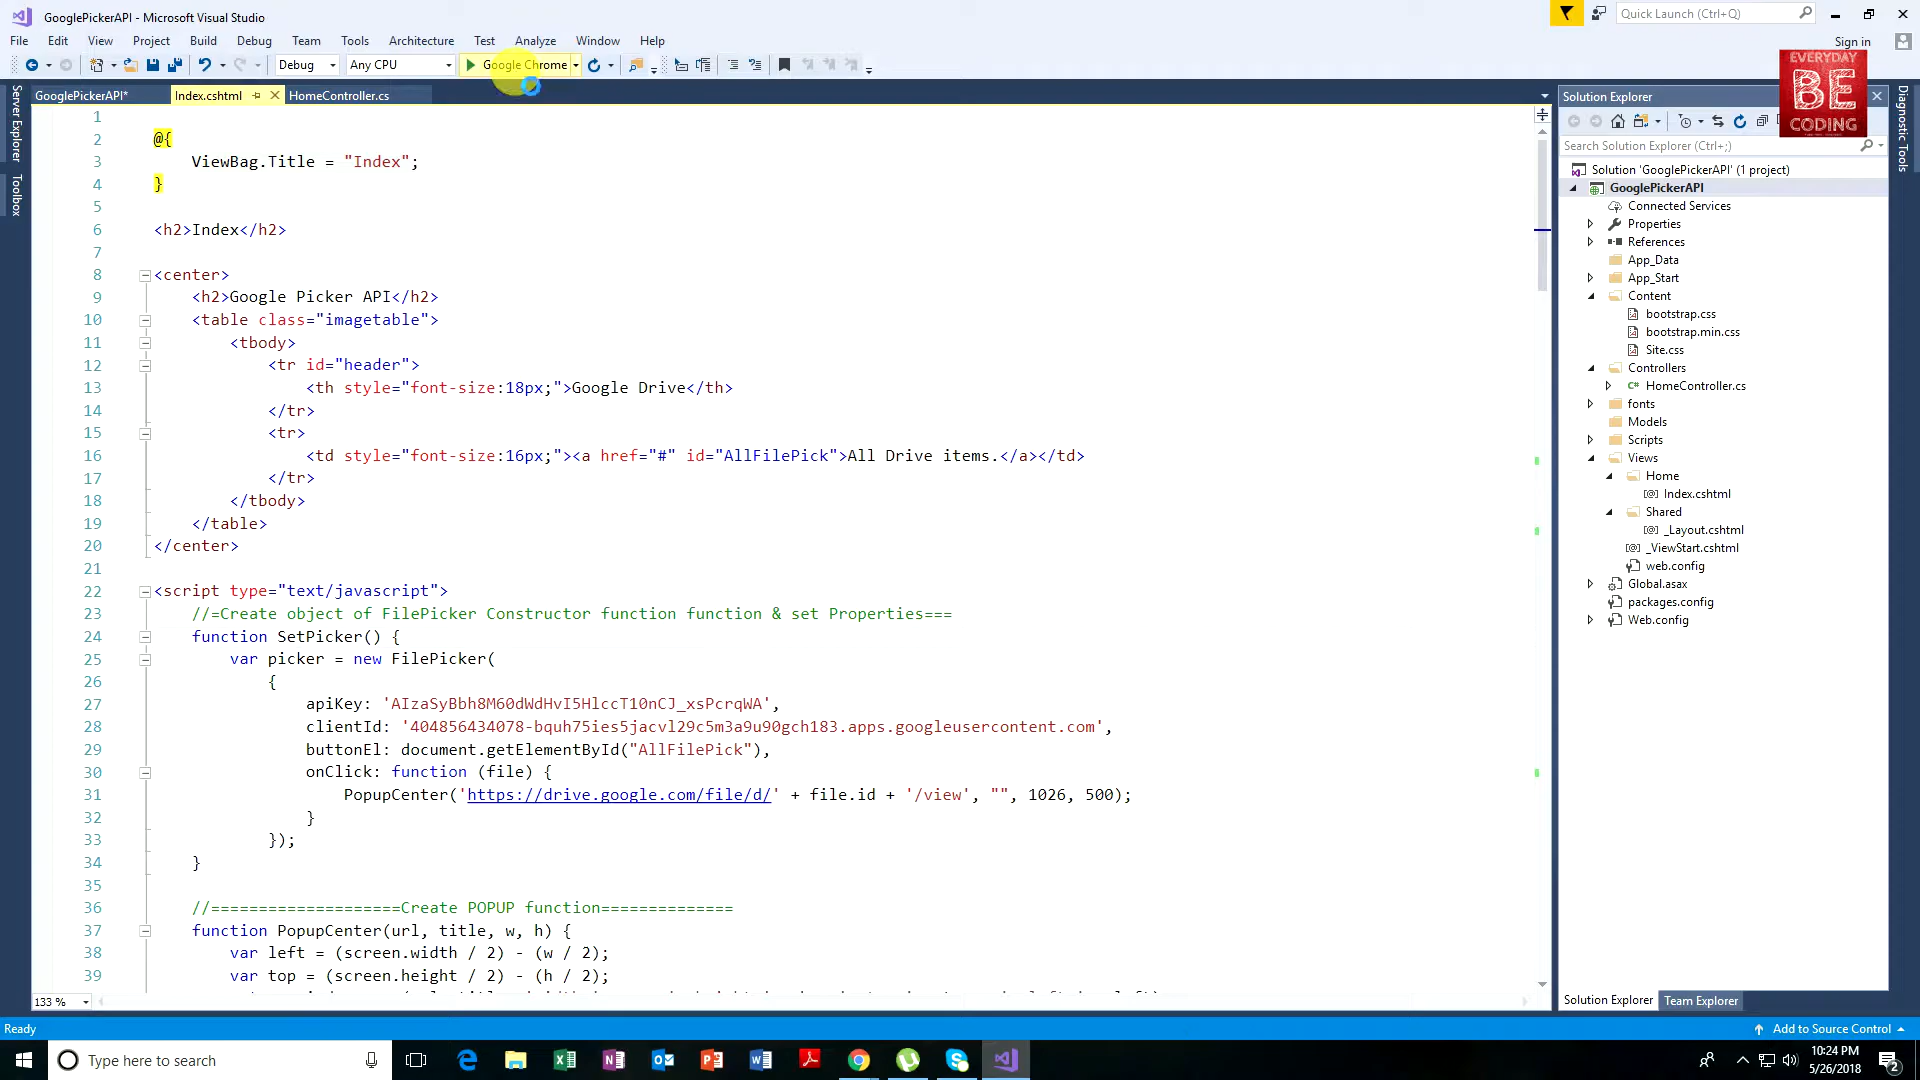 GooglePickerAPI - Microsoft Visual Studio
Quick Launch (Ctrl+Q)
File Edit View Project Build Debug Team Tools Architecture Test Analyze Window Help
Sign in
Debug Any CPU Google Chrome
EVERYDAY
BE
CODING
GooglePickerAPI* Index.cshtml HomeController.cs
Server Explorer
Toolbox
1
2 @{
3 ViewBag.Title = "Index";
4 }
5
6 <h2>Index</h2>
7
8 <center>
9 <h2>Google Picker API</h2>
10 <table class="imagetable">
11 <tbody>
12 <tr id="header">
13 <th style="font-size:18px;">Google Drive</th>
14 </tr>
15 <tr>
16 <td style="font-size:16px;"><a href="#" id="AllFilePick">All Drive items.</a></td>
17 </tr>
18 </tbody>
19 </table>
20 </center>
21
22 <script type="text/javascript">
23 //=Create object of FilePicker Constructor function function & set Properties===
24 function SetPicker() {
25 var picker = new FilePicker(
26 {
27 apiKey: 'AIzaSyBbh8M60dWdHvI5HlccT10nCJ_xsPcrqWA',
28 clientId: '404856434078-bquh75ies5jacvl29c5m3a9u90gch183.apps.googleusercontent.com',
29 buttonEl: document.getElementById("AllFilePick"),
30 onClick: function (file) {
31 PopupCenter('https://drive.google.com/file/d/' + file.id + '/view', "", 1026, 500);
32 }
33 });
34 }
35
36 //====================Create POPUP function==============
37 function PopupCenter(url, title, w, h) {
38 var left = (screen.width / 2) - (w / 2);
39 var top = (screen.height / 2) - (h / 2);
133 %
Solution Explorer
Search Solution Explorer (Ctrl+;)
Solution 'GooglePickerAPI' (1 project)
GooglePickerAPI
Connected Services
Properties
References
App_Data
App_Start
Content
bootstrap.css
bootstrap.min.css
Site.css
Controllers
C# HomeController.cs
fonts
Models
Scripts
Views
Home
Index.cshtml
Shared
_Layout.cshtml
_ViewStart.cshtml
web.config
Global.asax
packages.config
Web.config
Solution Explorer Team Explorer
Diagnostic Tools
Ready
Add to Source Control
Type here to search
10:24 PM
5/26/2018
2